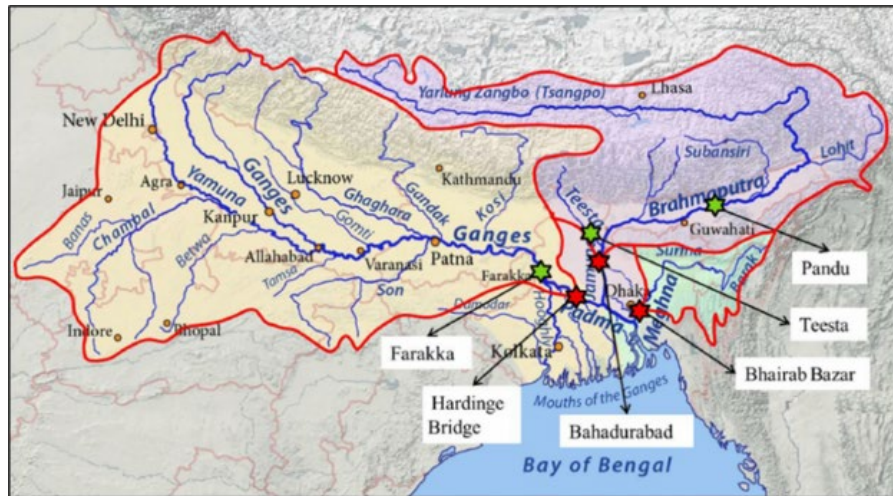 Yarlung Zangbo (Tsangpo)
Lhasa
New Delhi
Subansiri
Lohit
Jaipur
Agra
Yamuna
Ganges
Lucknow
Kathmandu
Teesta
Brahmaputra
Banas
Chambal
Kanpur
Gomti
Ghaghara
Gandak
Kosi
Guwahati
Betwa
Allahabad
Varanasi
Patna
Ganges
Surma
Barak
Pandu
Tamsa
Son
Farakka
Damodar
Dhak
Teesta
Indore
Bhopal
Hooghly
Padma
Meghna
Farakka
Kolkata
Bhairab Bazar
Mouths of the Ganges
Hardinge
Bridge
Bahadurabad
Bay of Bengal